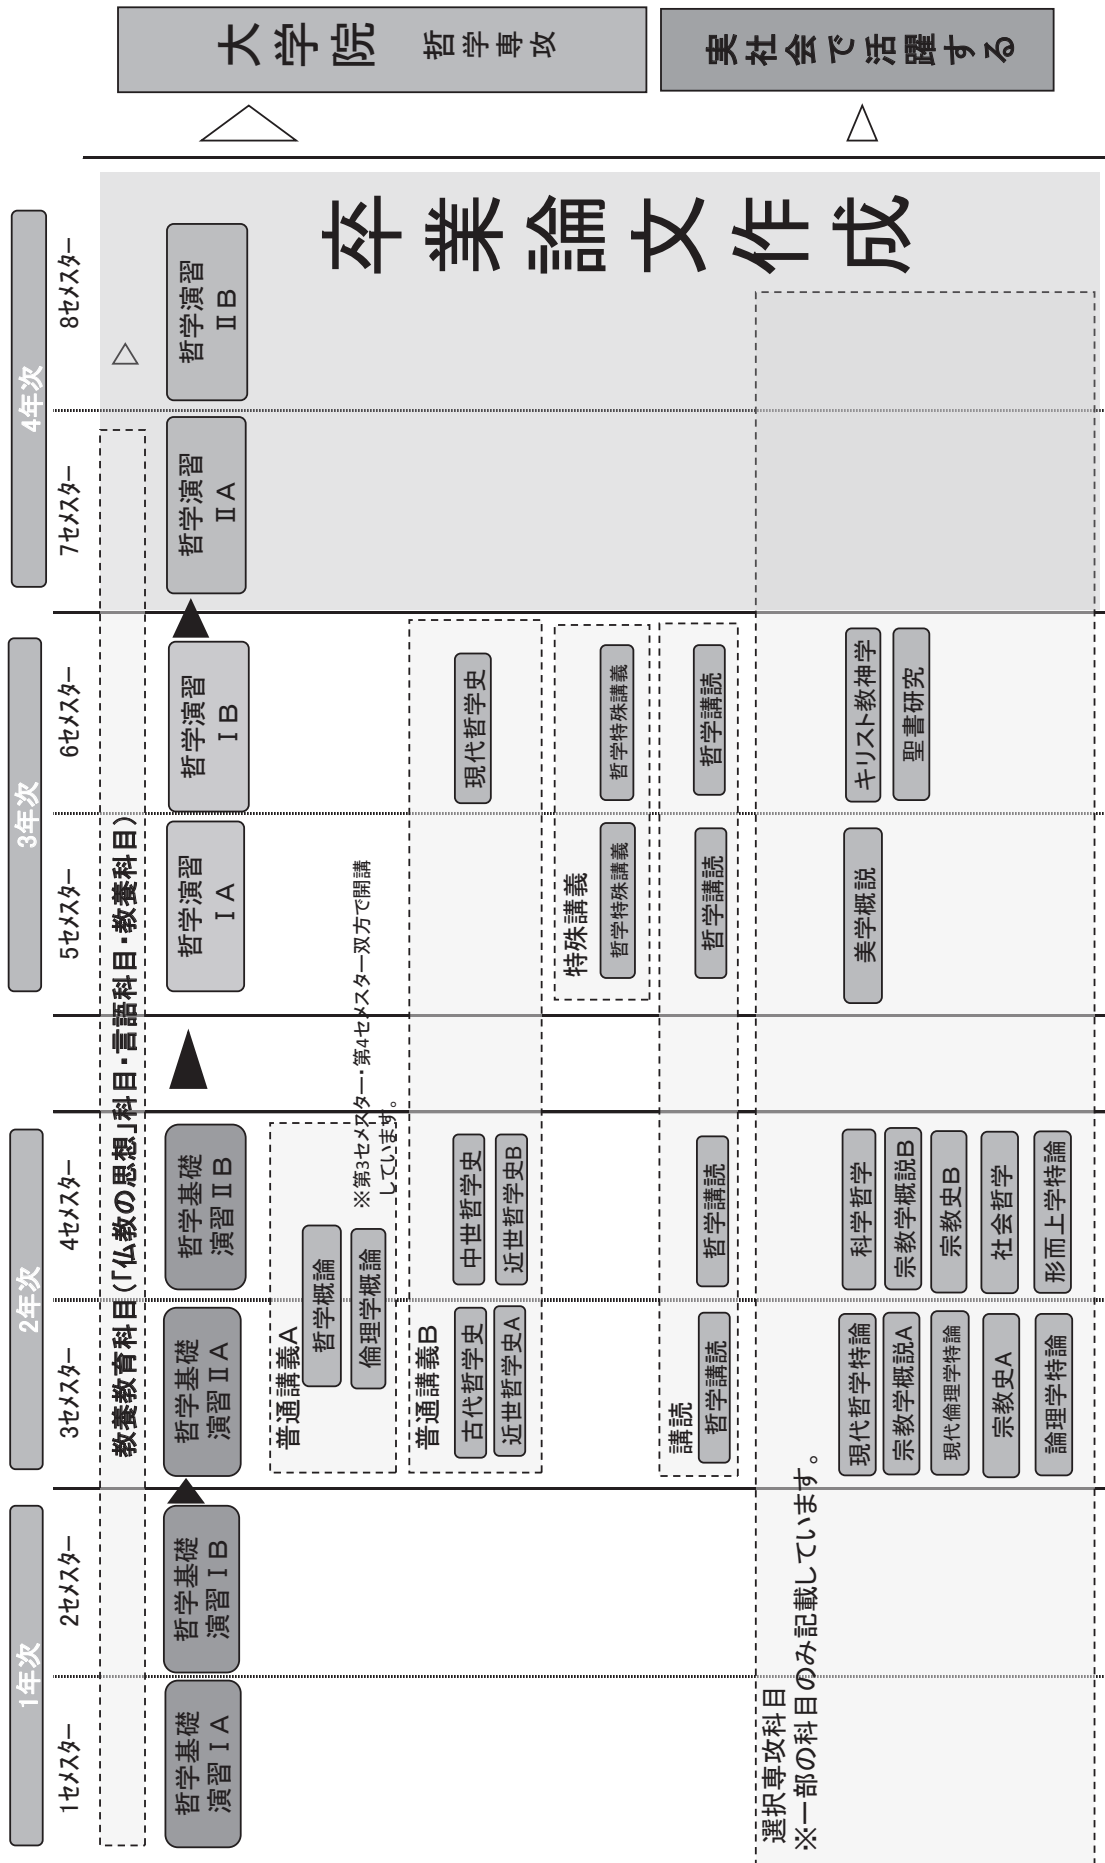 1年次
2年次
3年次
4年次
1セメスター
2セメスター
3セメスター
4セメスター
5セメスター
6セメスター
7セメスター
8セメスター
教養教育科目（「仏教の思想」科目・言語科目・教養科目）
哲学基礎
演習ⅠA
哲学基礎
演習ⅠB
哲学基礎
演習ⅡA
哲学基礎
演習ⅡB
哲学演習
ⅠA
哲学演習
ⅠB
哲学演習
ⅡA
哲学演習
ⅡB
普通講義A
哲学概論
倫理学概論
※第3セメスター・第4セメスター双方で開講
しています。
普通講義B
古代哲学史
近世哲学史A
中世哲学史
近世哲学史B
現代哲学史
特殊講義
哲学特殊講義
哲学特殊講義
講読
哲学講読
哲学講読
哲学講読
哲学講読
選択専攻科目
※一部の科目のみ記載しています。
現代哲学特論
宗教学概説A
現代倫理学特論
宗教史A
論理学特論
科学哲学
宗教学概説B
宗教史B
社会哲学
形而上学特論
美学概説
キリスト教神学
聖書研究
卒業論文作成
大学院 哲学専攻
実社会で活躍する